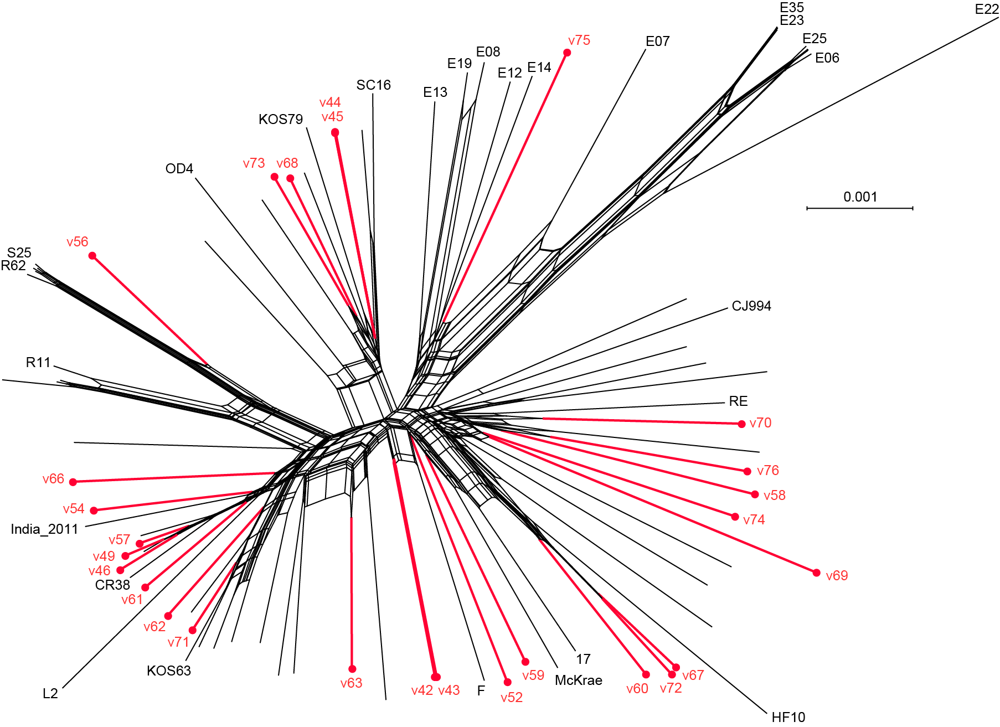 E35
E23
E22
E25
E06
v75
E07
E08
E19
E12
E14
SC16
E13
v44
v45
KOS79
v73
v68
OD4
0.001
v56
S25
R62
CJ994
R11
RE
v70
v76
v66
v58
v54
v74
India_2011
v57
v49
v46
CR38
v69
v61
v62
v71
17
KOS63
v59
McKrae
v63
v42 v43
F
v52
v60
v72
v67
L2
HF10